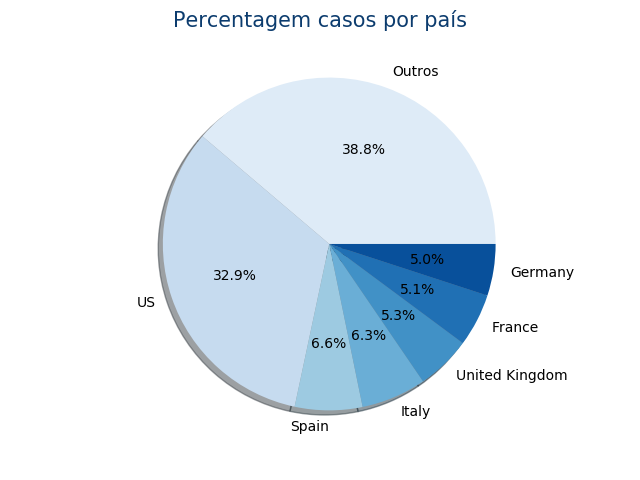 Percentagem casos por país
Outros
38.8%
32.9%
US
5.0%
Germany
5.1%
France
5.3%
United Kingdom
6.3%
Italy
6.6%
Spain